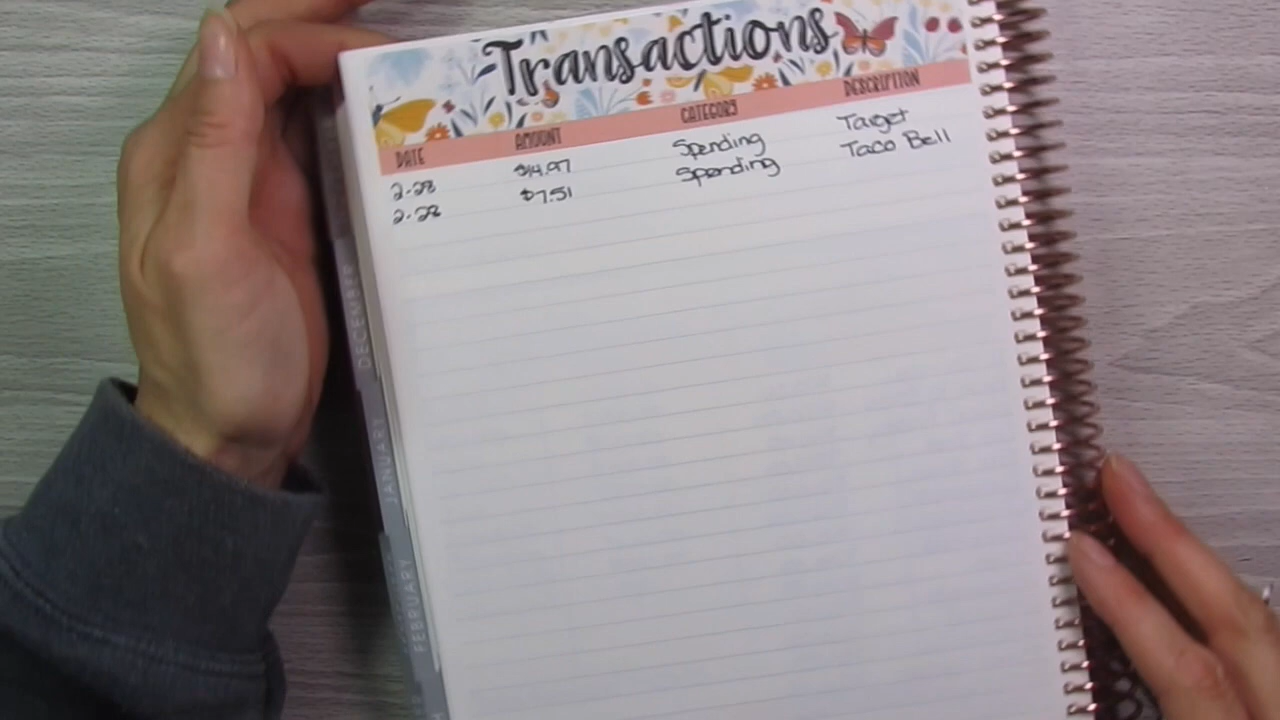 Transactions
DATE AMOUNT CATEGORY DESCRIPTION
2-28 $14.97 Spending Target
2-28 $7.51 Spending Taco Bell
DECEMBER
JANUARY
FEBRUARY